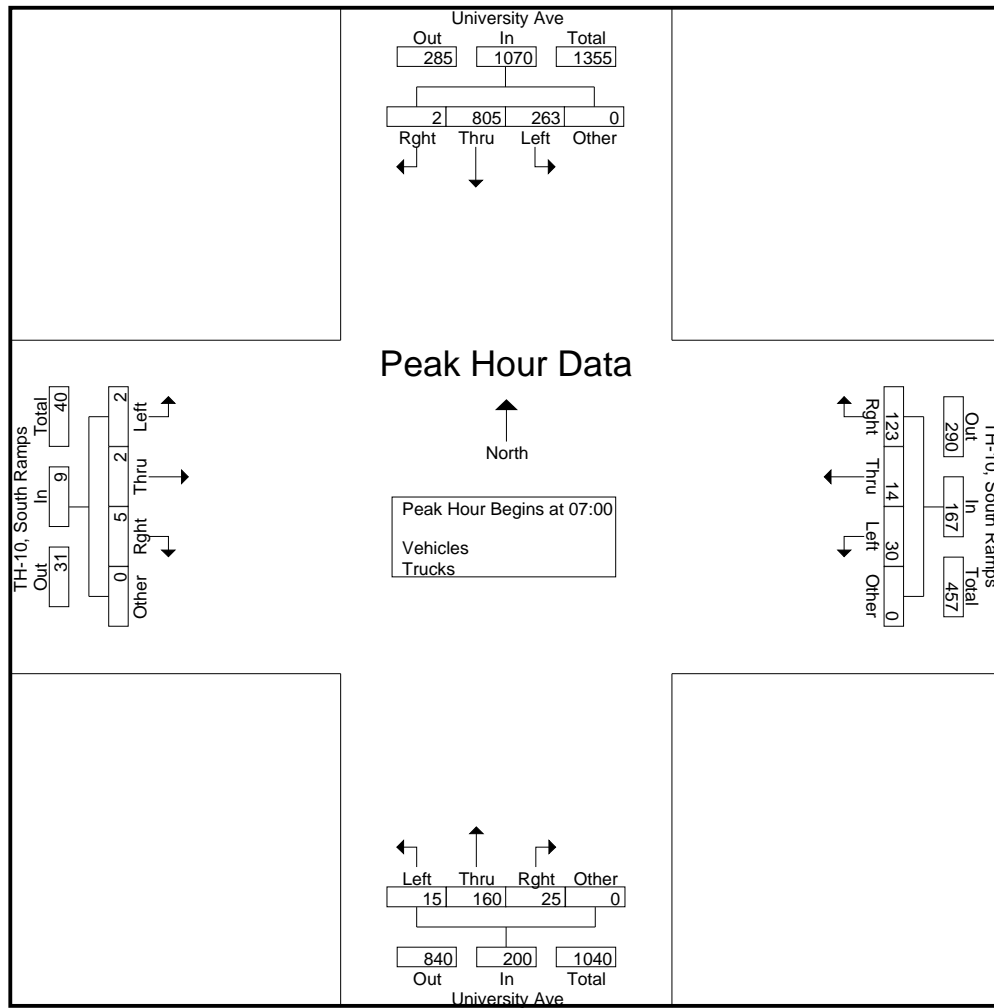 University Ave
Out In Total
285 1070 1355
2 805 263 0
Rght Thru Left Other
Peak Hour Data
North
Peak Hour Begins at 07:00
Vehicles
Trucks
TH-10, South Ramps
Out In Total
31 9 40
Left Thru Rght Other
2 2 5 0
TH-10, South Ramps
Out In Total
290 167 457
Rght Thru Left Other
123 14 30 0
Left Thru Rght Other
15 160 25 0
840 200 1040
Out In Total
University Ave